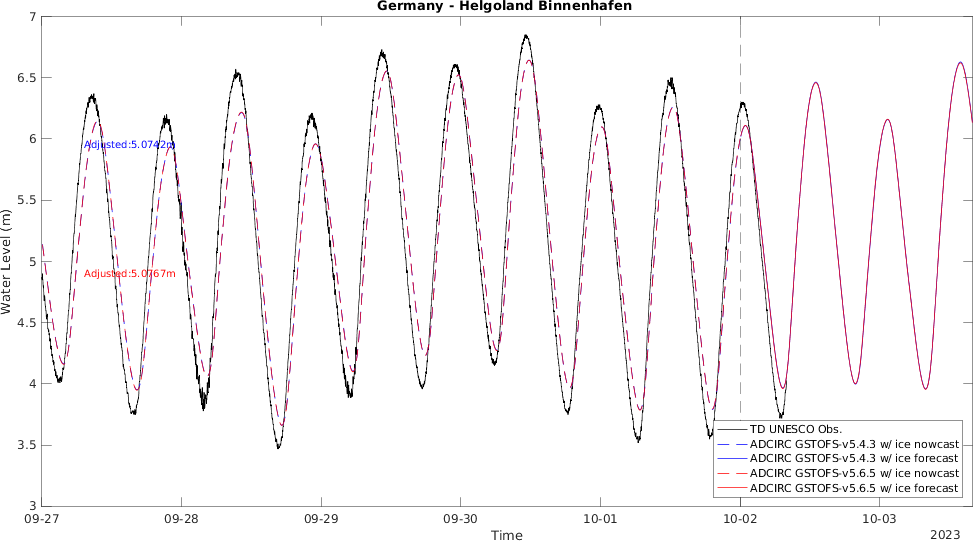 Germany - Helgoland Binnenhafen
7
6.5
6
5.5
5
4.5
4
3.5
3
Water Level (m)
Adjusted:5.0742m
Adjusted:5.0767m
TD UNESCO Obs.
ADCIRC GSTOFS-v5.4.3 w/ ice nowcast
ADCIRC GSTOFS-v5.4.3 w/ ice forecast
ADCIRC GSTOFS-v5.6.5 w/ ice nowcast
ADCIRC GSTOFS-v5.6.5 w/ ice forecast
09-27 09-28 09-29 09-30 10-01 10-02 10-03
Time
2023